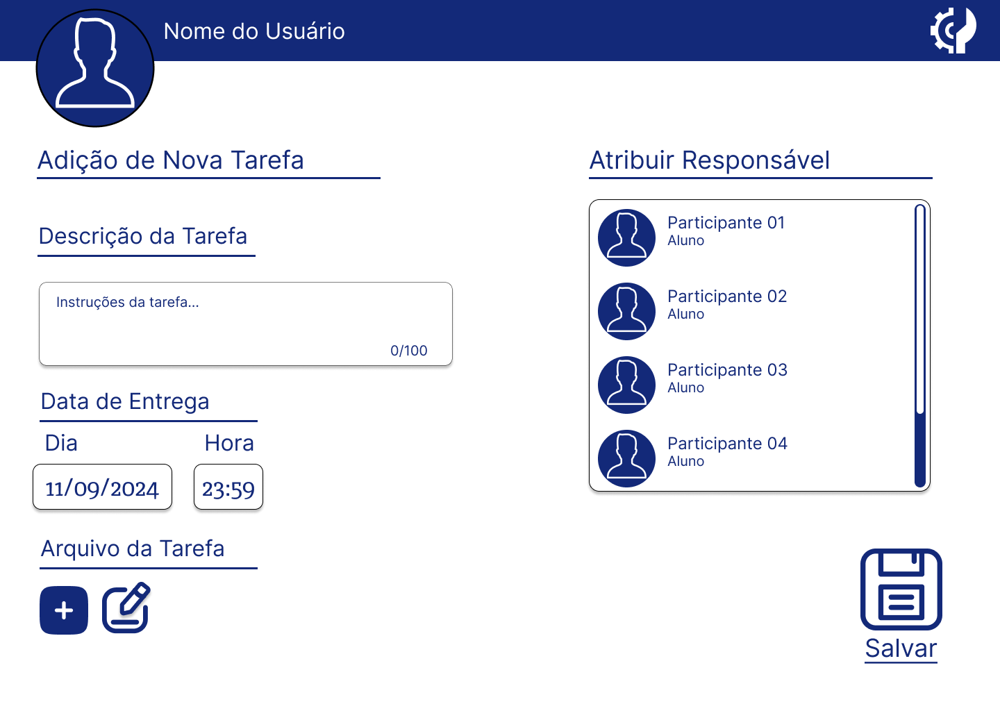 Nome do Usuário
Adição de Nova Tarefa
Descrição da Tarefa
Instruções da tarefa...
0/100
Data de Entrega
Dia
Hora
11/09/2024
23:59
Arquivo da Tarefa
Atribuir Responsável
Participante 01
Aluno
Participante 02
Aluno
Participante 03
Aluno
Participante 04
Aluno
Salvar